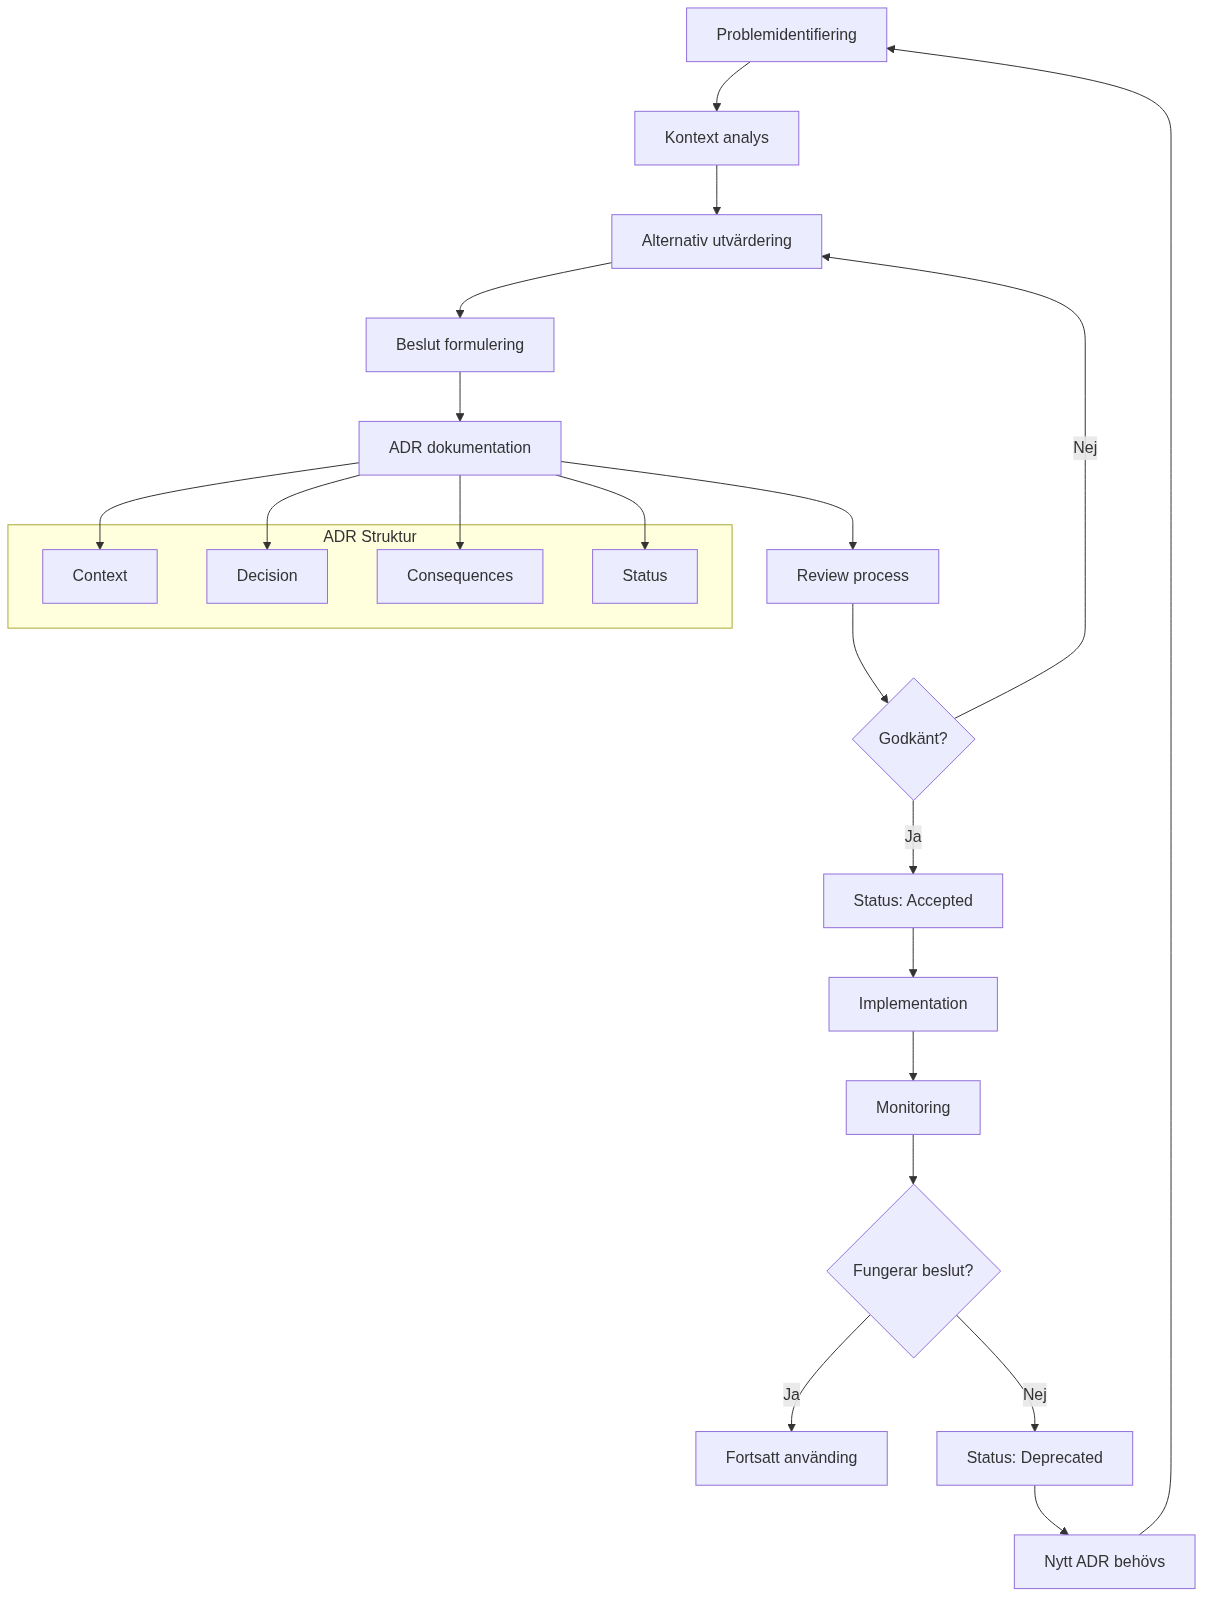 Problemidentifiering
Kontext analys
Alternativ utvärdering
Beslut formulering
ADR dokumentation
Nej
ADR Struktur
Context
Decision
Consequences
Status
Review process
Godkänt?
Ja
Status: Accepted
Implementation
Monitoring
Fungerar beslut?
Ja
Nej
Fortsatt använding
Status: Deprecated
Nytt ADR behövs